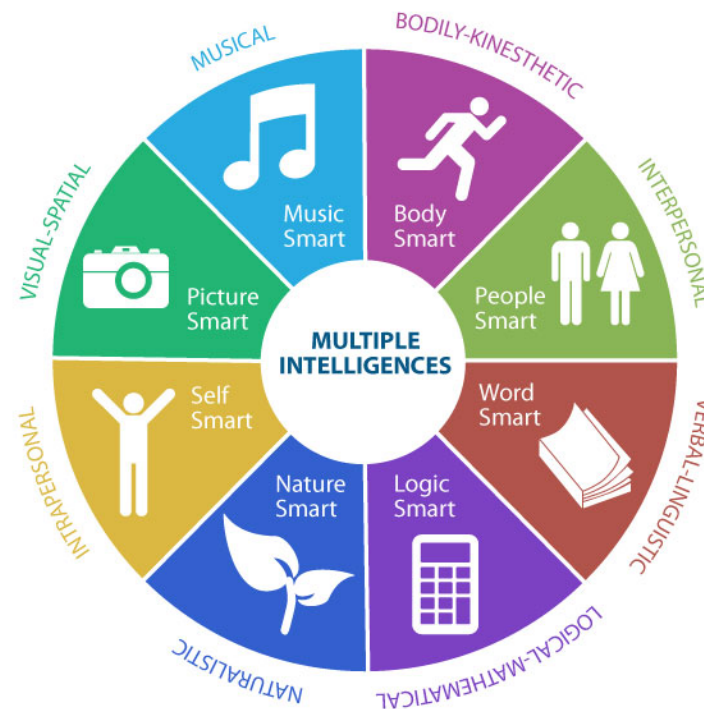 MUSICAL
BODILY-KINESTHETIC
VISUAL-SPATIAL
INTERPERSONAL
Music
Smart
Body
Smart
Picture
Smart
People
Smart
MULTIPLE
INTELLIGENCES
Self
Smart
Word
Smart
Nature
Smart
Logic
Smart
INTRAPERSONAL
VERBAL-LINGUISTIC
NATURALISTIC
LOGICAL-MATHEMATICAL